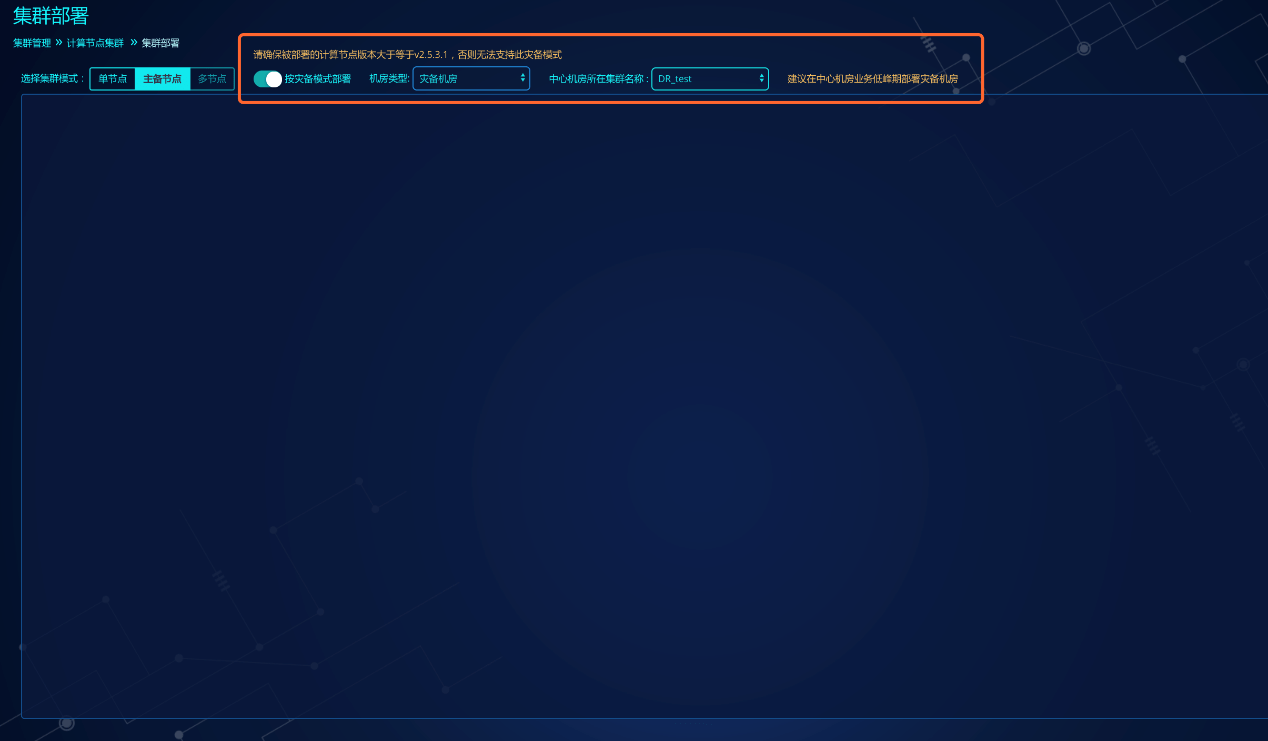 集群部署
集群管理 » 计算节点集群 » 集群部署
请确保被部署的计算节点版本大于等于v2.5.3.1，否则无法支持此灾备模式
选择集群模式： 单节点 主备节点 多节点 按灾备模式部署 机房类型: 灾备机房 中心机房所在集群名称： DR_test 建议在中心机房业务低峰期部署灾备机房